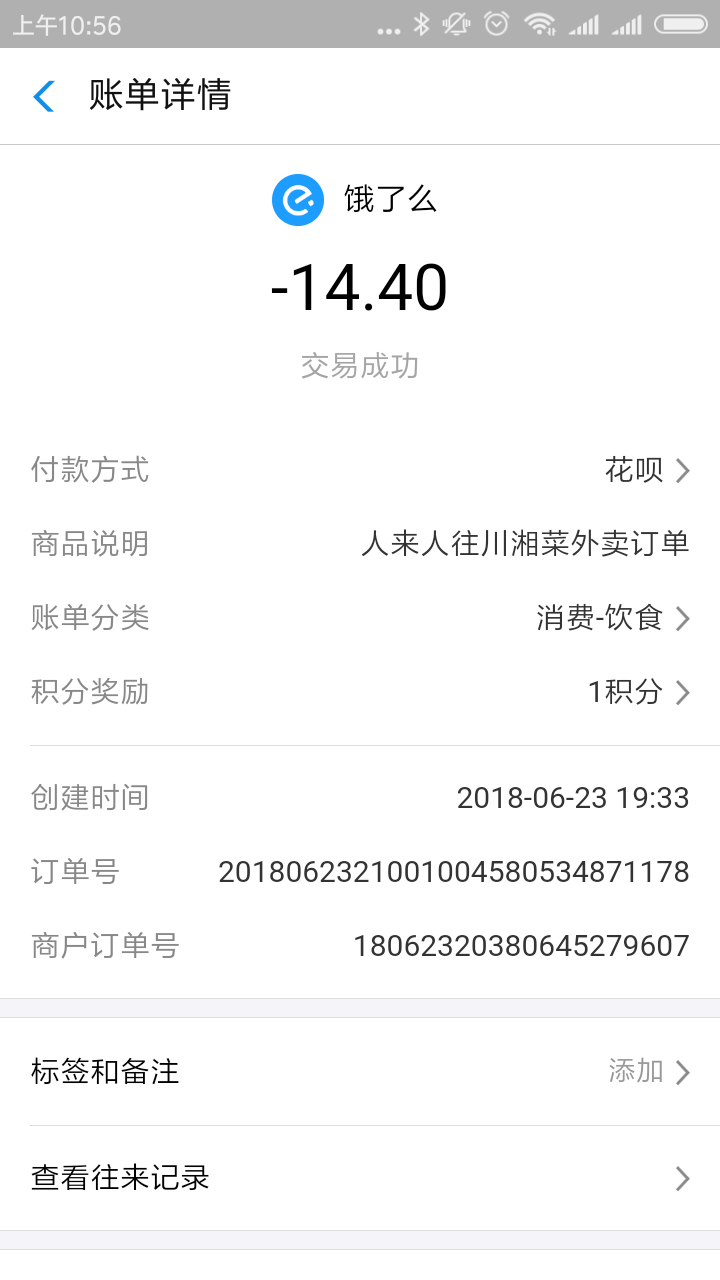 上午10:56
账单详情
饿了么
-14.40
交易成功
付款方式 花呗
商品说明 人来人往川湘菜外卖订单
账单分类 消费-饮食
积分奖励 1积分
创建时间 2018-06-23 19:33
订单号 2018062321001004580534871178
商户订单号 18062320380645279607
标签和备注 添加
查看往来记录